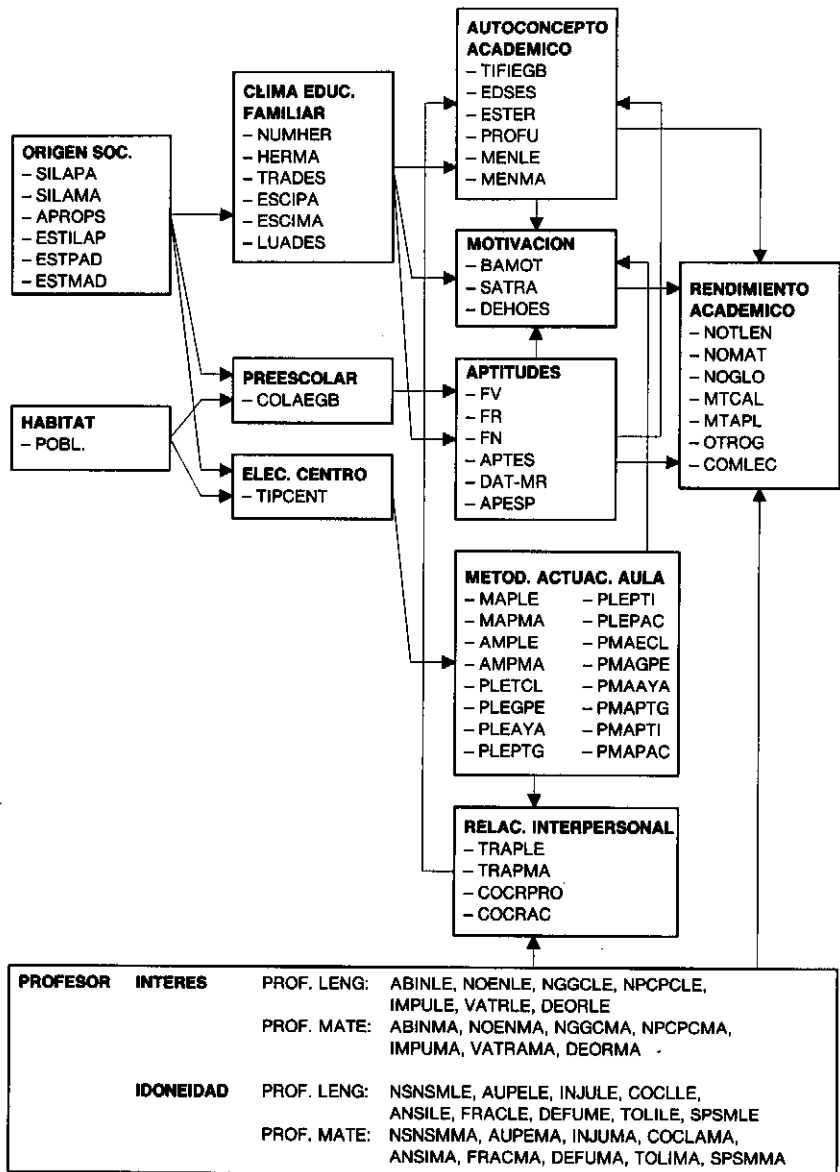 ORIGEN SOC.
– SILAPA
– SILAMA
– APROPS
– ESTILAP
– ESTPAD
– ESTMAD
HABITAT
– POBL.
CLIMA EDUC.
FAMILIAR
– NUMHER
– HERMA
– TRADES
– ESCIPA
– ESCIMA
– LUADES
PREESCOLAR
– COLAEGB
ELEC. CENTRO
– TIPCENT
AUTOCONCEPTO
ACADEMICO
– TIFIEGB
– EDSES
– ESTER
– PROFU
– MENLE
– MENMA
MOTIVACION
– BAMOT
– SATRA
– DEHOES
APTITUDES
– FV
– FR
– FN
– APTES
– DAT-MR
– APESP
METOD. ACTUAC. AULA
– MAPLE – PLEPTI
– MAPMA – PLEPAC
– AMPLE – PMAECL
– AMPMA – PMAGPE
– PLETCL – PMAAYA
– PLEGPE – PMAPTG
– PLEAYA – PMAPTI
– PLEPTG – PMAPAC
RELAC. INTERPERSONAL
– TRAPLE
– TRAPMA
– COCRPRO
– COCRAC
RENDIMIENTO
ACADEMICO
– NOTLEN
– NOMAT
– NOGLO
– MTCAL
– MTAPL
– OTROG
– COMLEC
PROFESOR INTERES PROF. LENG: ABINLE, NOENLE, NGGCLE, NPCPCLE,
IMPULE, VATRLE, DEORLE
PROF. MATE: ABINMA, NOENMA, NGGCMA, NPCPCMA,
IMPUMA, VATRAMA, DEORMA
IDONEIDAD PROF. LENG: NSNSMLE, AUPELE, INJULE, COCLLE,
ANSILE, FRACLE, DEFUME, TOLILE, SPSMLE
PROF. MATE: NSNSMMA, AUPEMA, INJUMA, COCLAMA,
ANSIMA, FRACMA, DEFUMA, TOLIMA, SPSMMA